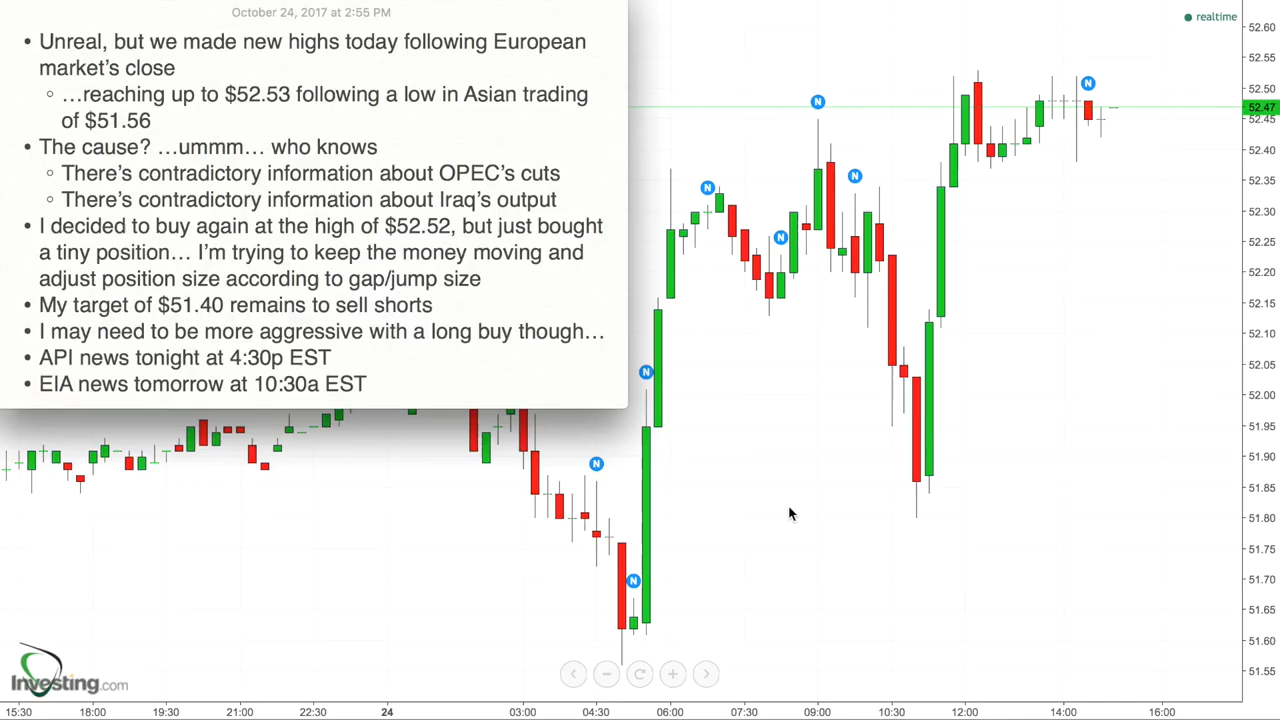 October 24, 2017 at 2:55 PM
• Unreal, but we made new highs today following European
market’s close
◦ …reaching up to $52.53 following a low in Asian trading
of $51.56
• The cause? …ummm… who knows
◦ There’s contradictory information about OPEC’s cuts
◦ There’s contradictory information about Iraq’s output
• I decided to buy again at the high of $52.52, but just bought
a tiny position… I’m trying to keep the money moving and
adjust position size according to gap/jump size
• My target of $51.40 remains to sell shorts
• I may need to be more aggressive with a long buy though…
• API news tonight at 4:30p EST
• EIA news tomorrow at 10:30a EST
realtime
52.60
52.55
52.50
52.47
52.45
52.40
52.35
52.30
52.25
52.20
52.15
52.10
52.05
52.00
51.95
51.90
51.85
51.80
51.75
51.70
51.65
51.60
51.55
N
N
N
N
N
N
N
N
N
Investing.com
15:30 18:00 19:30 21:00 22:30 24 03:00 04:30 06:00 07:30 09:00 10:30 12:00 14:00 16:00